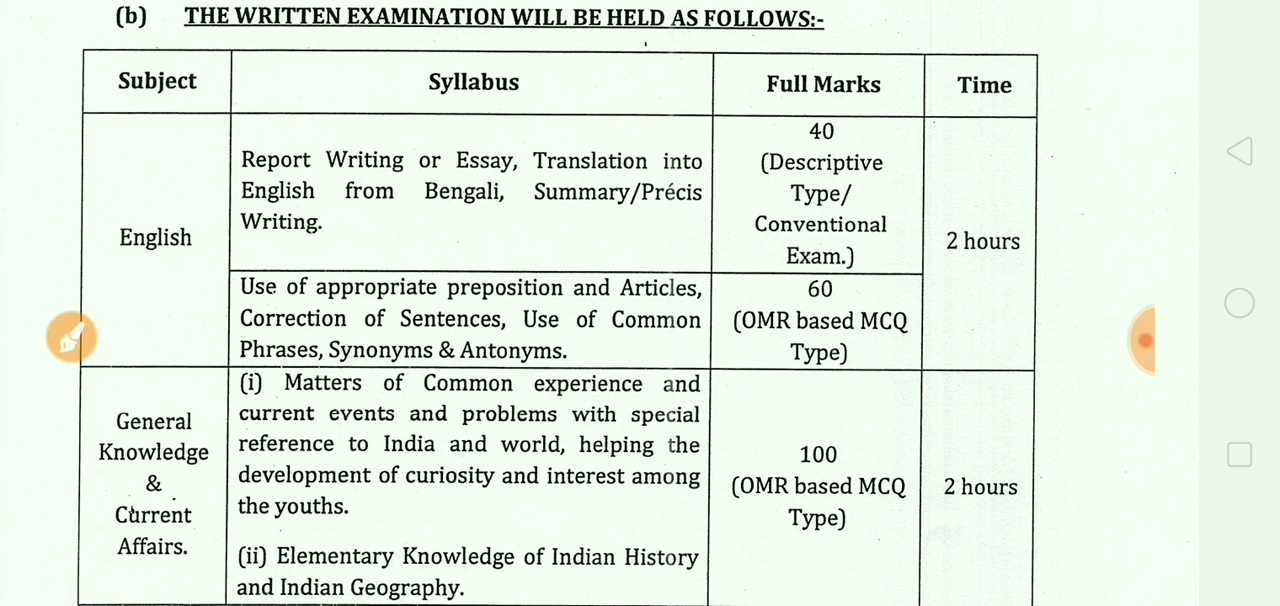 (b) THE WRITTEN EXAMINATION WILL BE HELD AS FOLLOWS:-
Subject
Syllabus
Full Marks
Time
English
Report Writing or Essay, Translation into
English from Bengali, Summary/Précis
Writing.
40
(Descriptive
Type/
Conventional
Exam.)
2 hours
Use of appropriate preposition and Articles,
Correction of Sentences, Use of Common
Phrases, Synonyms & Antonyms.
60
(OMR based MCQ
Type)
General
Knowledge
&
Current
Affairs.
(i) Matters of Common experience and
current events and problems with special
reference to India and world, helping the
development of curiosity and interest among
the youths.
(ii) Elementary Knowledge of Indian History
and Indian Geography.
100
(OMR based MCQ
Type)
2 hours